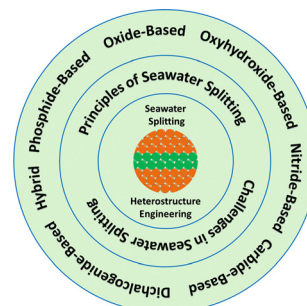 Oxide-Based
Oxyhydroxide-Based
Nitride-Based
Carbide-Based
Dichalcogenide-Based
Hybrid
Phosphide-Based
Principles of Seawater Splitting
Challenges in Seawater Splitting
Seawater
Splitting
Heterostructure
Engineering